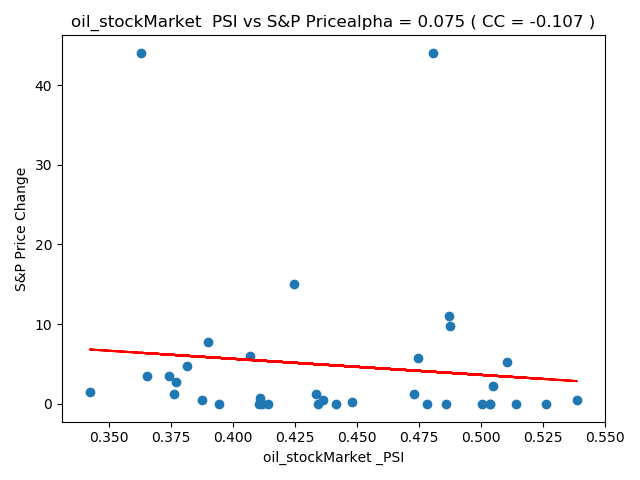 oil_stockMarket  PSI vs S&P Pricealpha = 0.075 ( CC = -0.107 )
S&P Price Change
40
30
20
10
0
0.350 0.375 0.400 0.425 0.450 0.475 0.500 0.525 0.550
oil_stockMarket _PSI